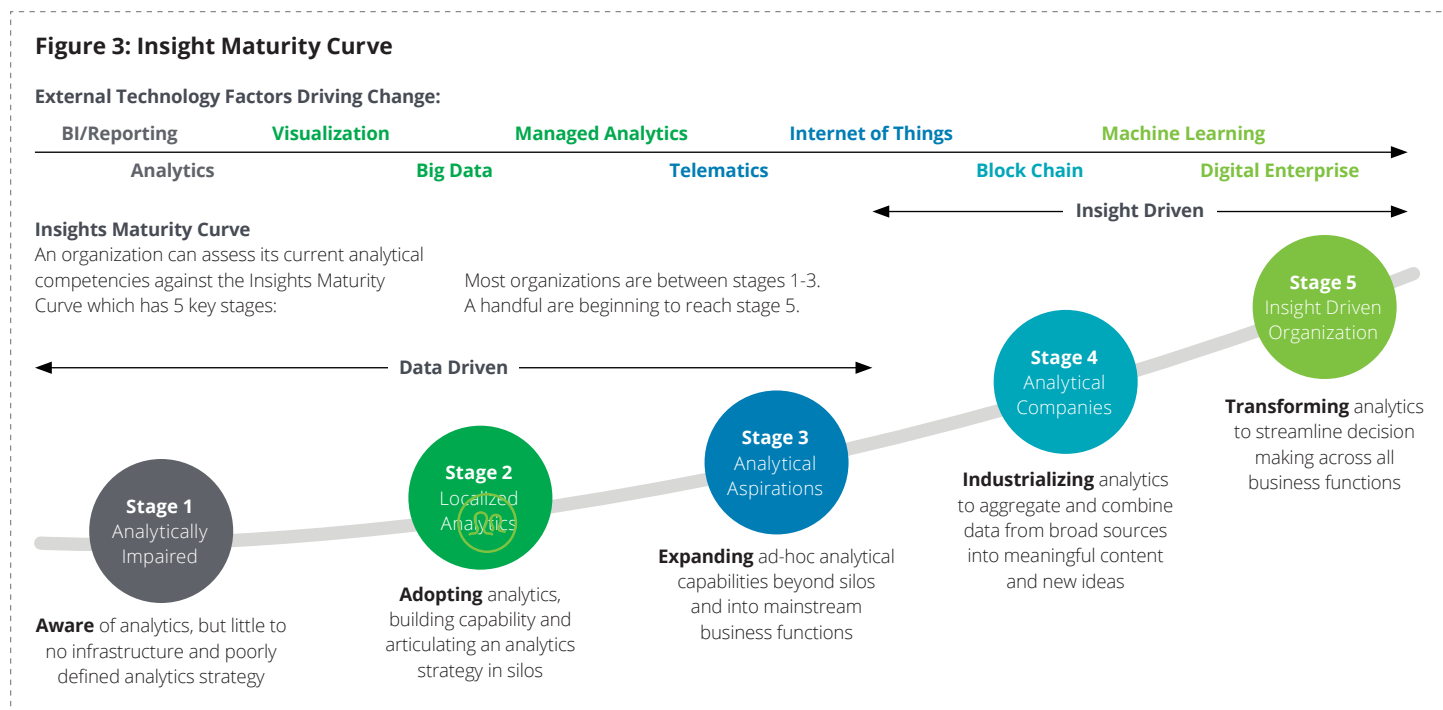 Figure 3: Insight Maturity Curve
External Technology Factors Driving Change:
BI/Reporting
Visualization
Managed Analytics
Internet of Things
Machine Learning
Analytics
Big Data
Telematics
Block Chain
Digital Enterprise
Insight Driven
Insights Maturity Curve
An organization can assess its current analytical
competencies against the Insights Maturity
Curve which has 5 key stages:
Most organizations are between stages 1-3.
A handful are beginning to reach stage 5.
Data Driven
Stage 1
Analytically
Impaired
Aware of analytics, but little to
no infrastructure and poorly
defined analytics strategy
Stage 2
Localized
Analytics
Adopting analytics,
building capability and
articulating an analytics
strategy in silos
Stage 3
Analytical
Aspirations
Expanding ad-hoc analytical
capabilities beyond silos
and into mainstream
business functions
Stage 4
Analytical
Companies
Industrializing analytics
to aggregate and combine
data from broad sources
into meaningful content
and new ideas
Stage 5
Insight Driven
Organization
Transforming analytics
to streamline decision
making across all
business functions